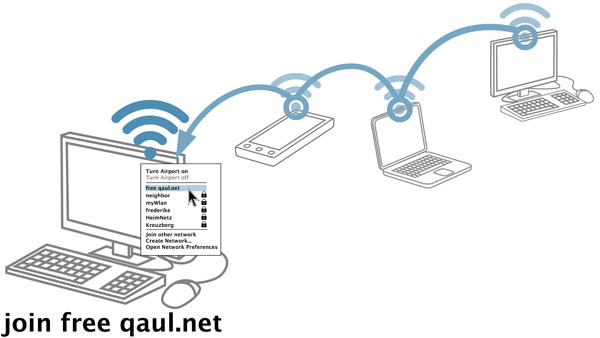 Turn Airport on
Turn Airport off
free qaul.net
neighbor
myWlan
frederike
HeimNetz
Kreuzberg
Join other network
Create Network...
Open Network Preferences
join free qaul.net